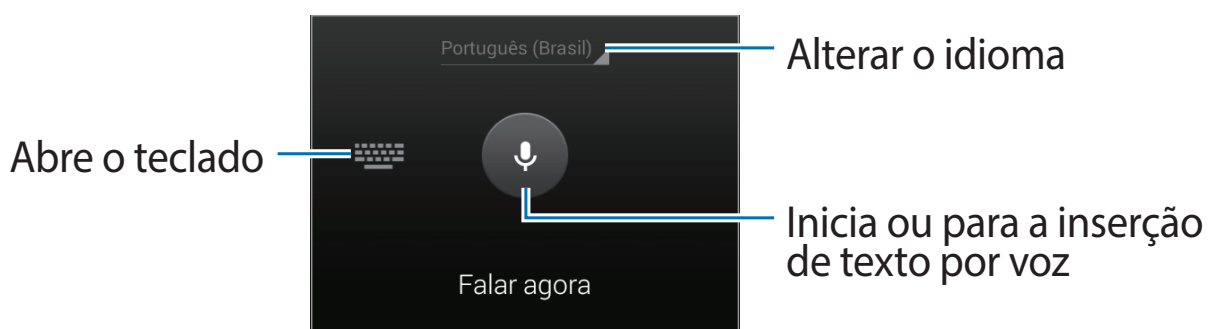 Português (Brasil)
Alterar o idioma
Abre o teclado
Inicia ou para a inserção
de texto por voz
Falar agora